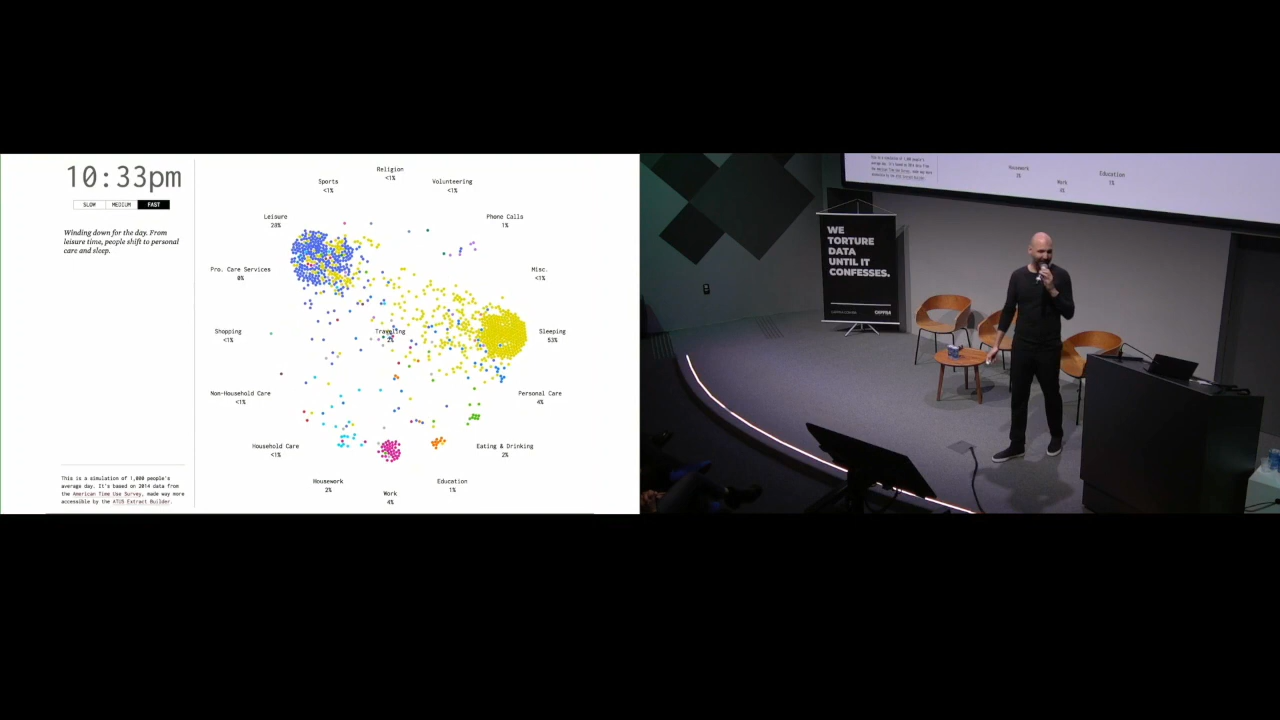 10:33pm
SLOW MEDIUM FAST
Winding down for the day. From
leisure time, people shift to personal
care and sleep.
This is a simulation of 1,000 people's
average day. It's based on 2014 data from
the American Time Use Survey, made way more
accessible by the ATUS Extract Builder.
Religion
<1%
Sports
<1%
Volunteering
<1%
Leisure
28%
Phone Calls
1%
Pro. Care Services
0%
Misc.
<1%
Shopping
<1%
Traveling
2%
Sleeping
53%
Non-Household Care
<1%
Personal Care
4%
Household Care
<1%
Eating & Drinking
2%
Housework
2%
Education
1%
Work
4%
Housework
Work
Education
WE
TORTURE
DATA
UNTIL IT
CONFESSES.